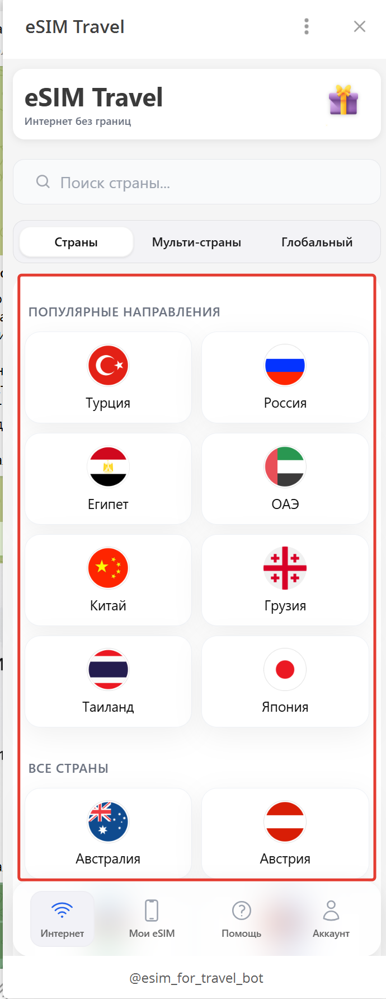 eSIM Travel
eSIM Travel
Интернет без границ
Поиск страны...
Страны Мульти-страны Глобальный
ПОПУЛЯРНЫЕ НАПРАВЛЕНИЯ
Турция Россия
Египет ОАЭ
Китай Грузия
Таиланд Япония
ВСЕ СТРАНЫ
Австралия Австрия
Интернет Мои eSIM Помощь Аккаунт
@esim_for_travel_bot